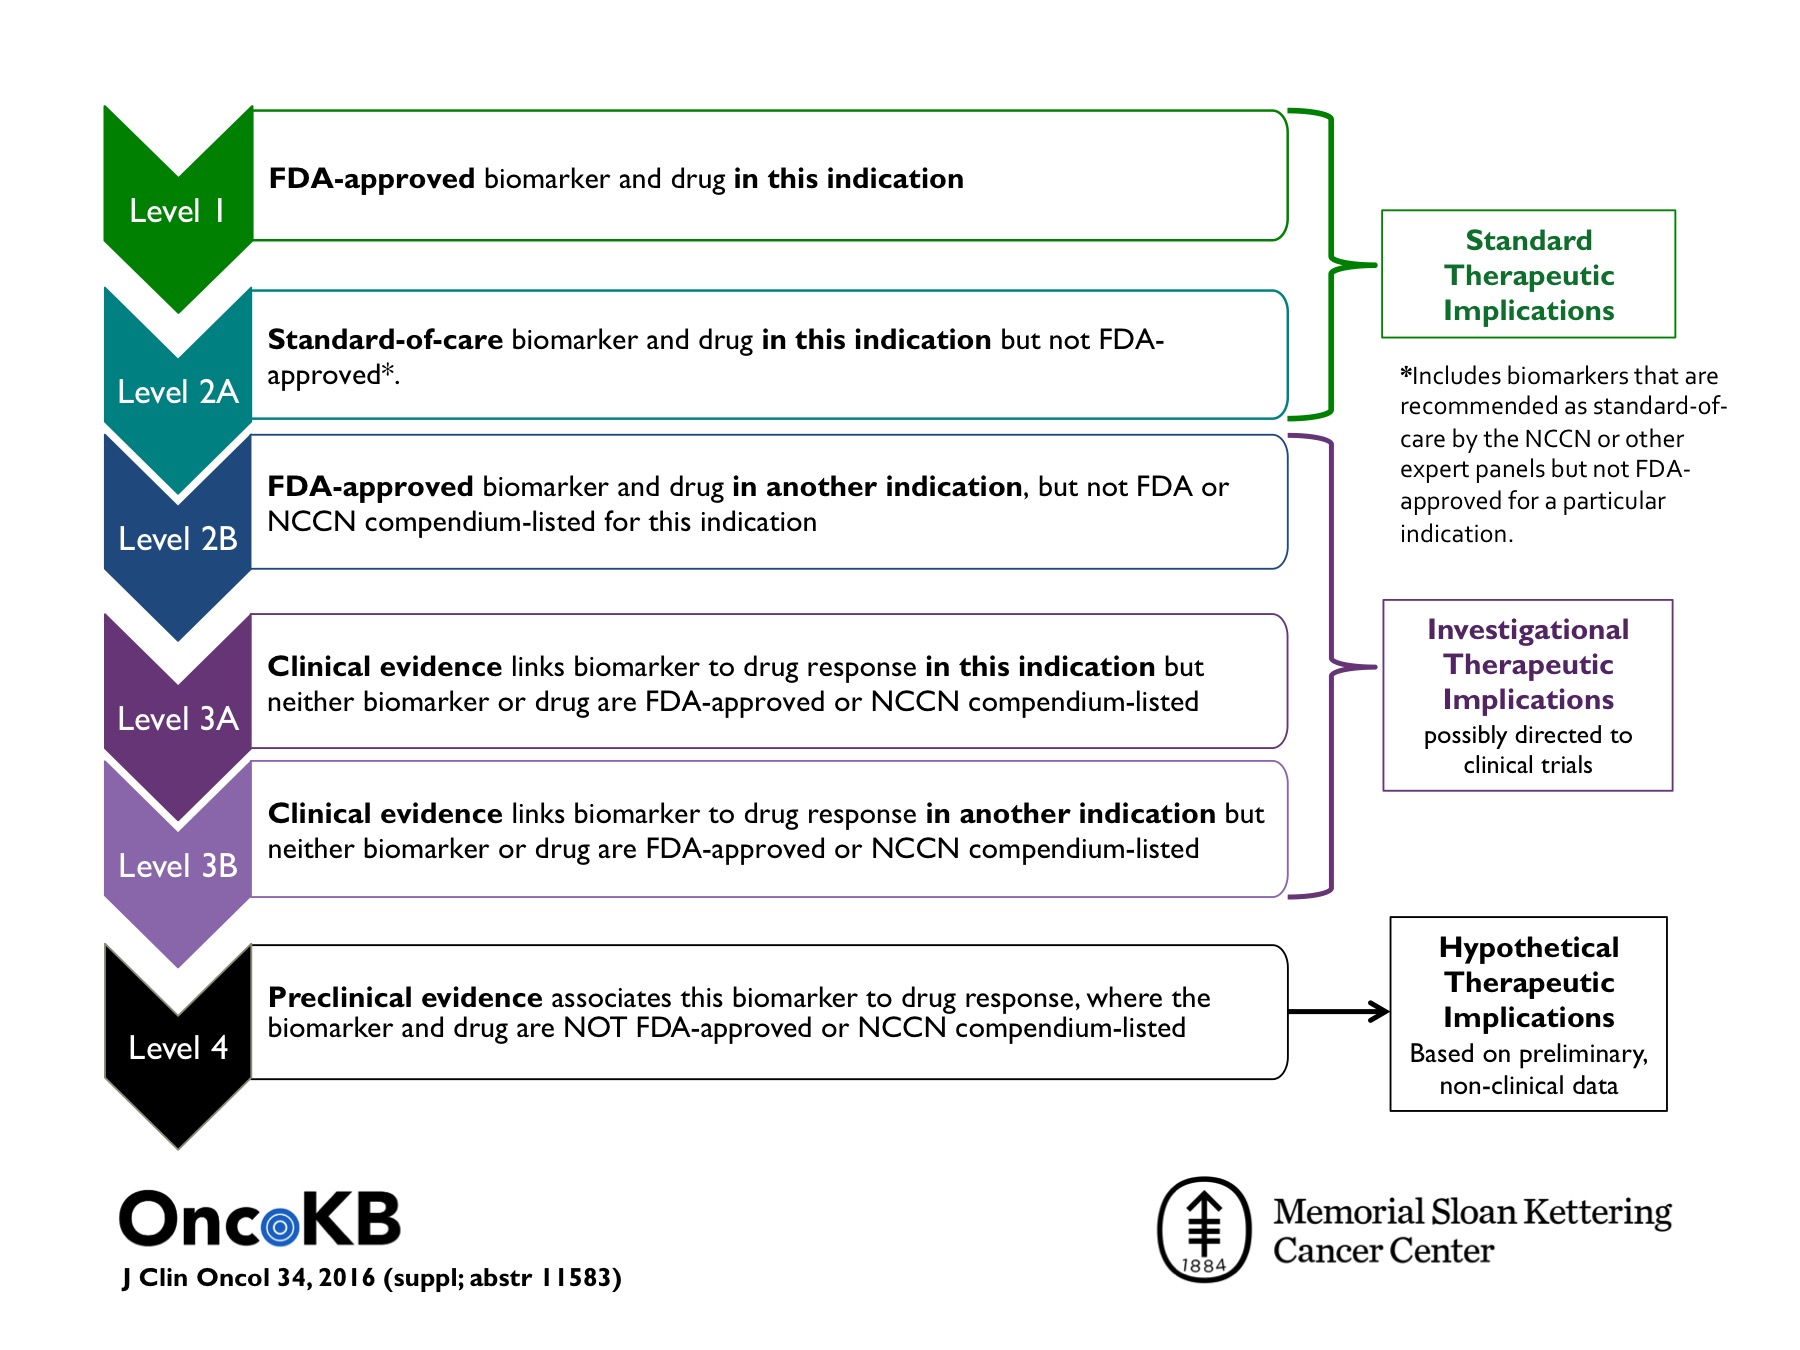 Level 1
FDA-approved biomarker and drug in this indication
Level 2A
Standard-of-care biomarker and drug in this indication but not FDA-
approved*.
Level 2B
FDA-approved biomarker and drug in another indication, but not FDA or
NCCN compendium-listed for this indication
Level 3A
Clinical evidence links biomarker to drug response in this indication but
neither biomarker or drug are FDA-approved or NCCN compendium-listed
Level 3B
Clinical evidence links biomarker to drug response in another indication but
neither biomarker or drug are FDA-approved or NCCN compendium-listed
Level 4
Preclinical evidence associates this biomarker to drug response, where the
biomarker and drug are NOT FDA-approved or NCCN compendium-listed
Standard
Therapeutic
Implications
*Includes biomarkers that are
recommended as standard-of-
care by the NCCN or other
expert panels but not FDA-
approved for a particular
indication.
Investigational
Therapeutic
Implications
possibly directed to
clinical trials
Hypothetical
Therapeutic
Implications
Based on preliminary,
non-clinical data
OncoKB
J Clin Oncol 34, 2016 (suppl; abstr 11583)
1884
Memorial Sloan Kettering
Cancer Center